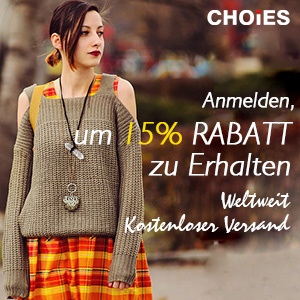 CHOiES
Anmelden,
um 15% RABATT
zu Erhalten
Weltweit
Kostenloser Versand